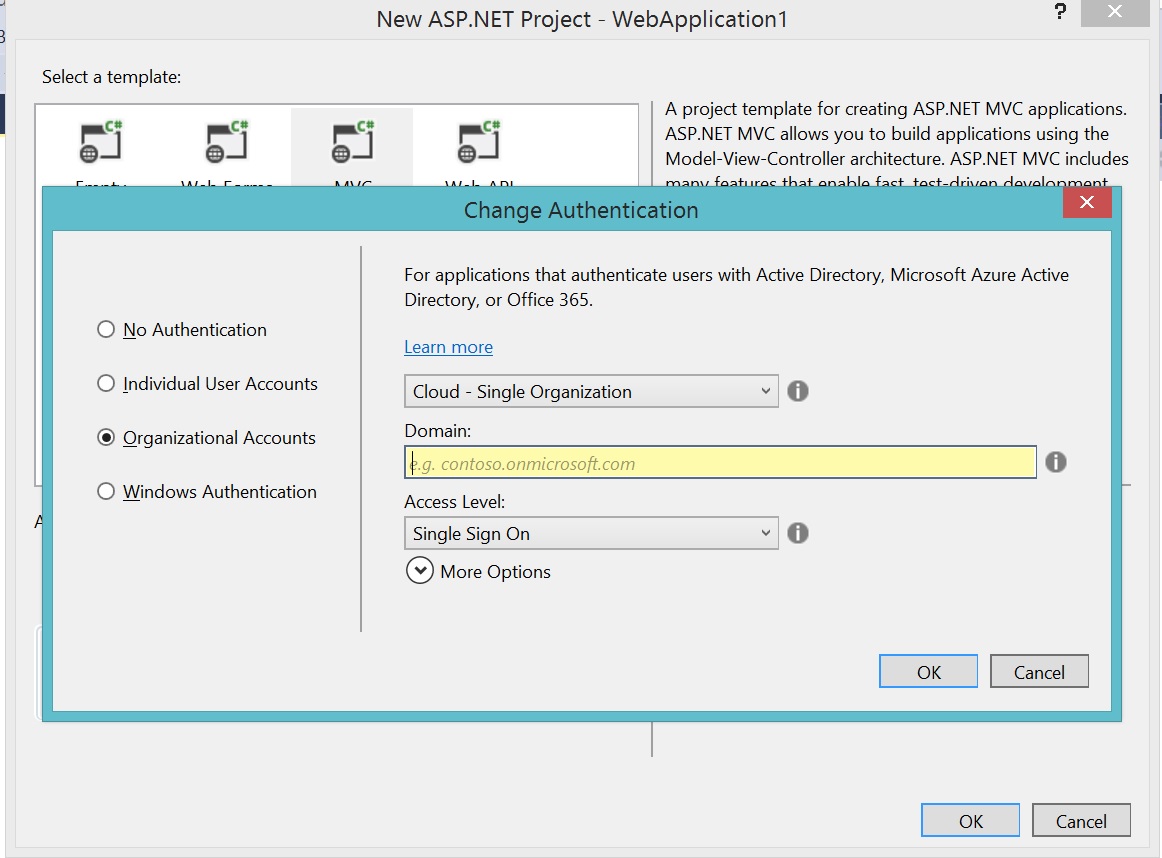 New ASP.NET Project - WebApplication1
?
Select a template:
C# C# C# C#
Empty Web Forms MVC Web API
A project template for creating ASP.NET MVC applications.
ASP.NET MVC allows you to build applications using the
Model-View-Controller architecture. ASP.NET MVC includes
many features that enable fast, test-driven development
Change Authentication
No Authentication
Individual User Accounts
Organizational Accounts
Windows Authentication
For applications that authenticate users with Active Directory, Microsoft Azure Active
Directory, or Office 365.
Learn more
Cloud - Single Organization
Domain:
e.g. contoso.onmicrosoft.com
Access Level:
Single Sign On
More Options
OK Cancel
A
OK Cancel